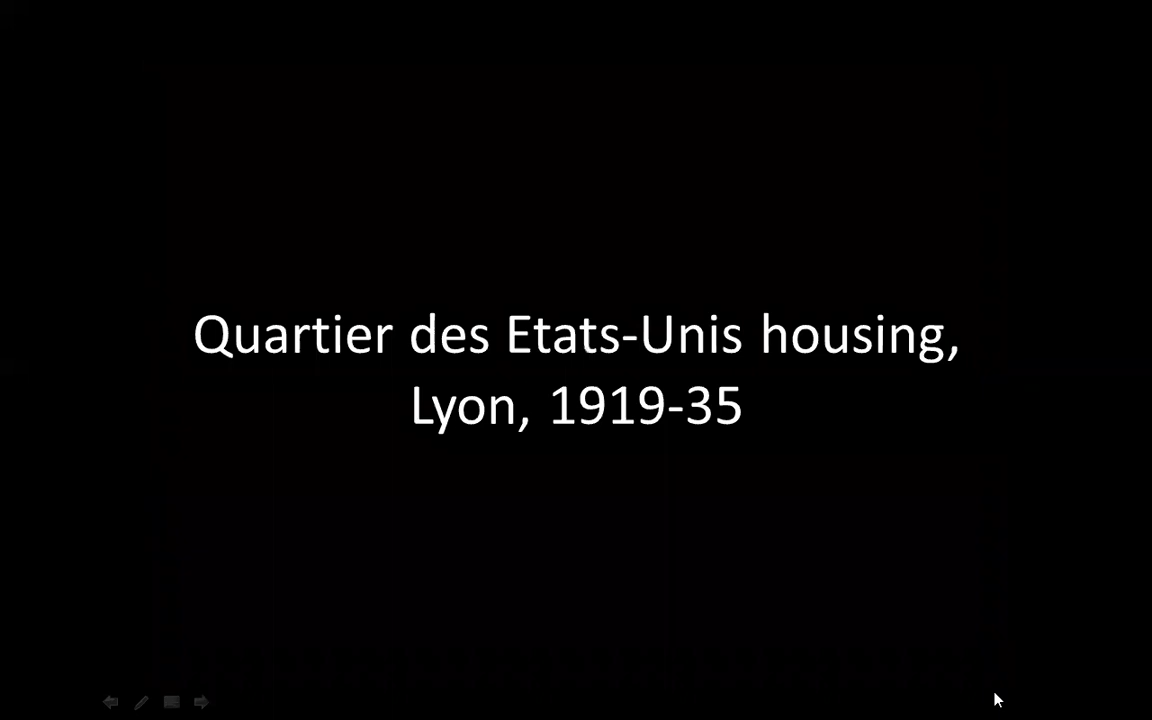 Quartier des Etats-Unis housing,
Lyon, 1919-35